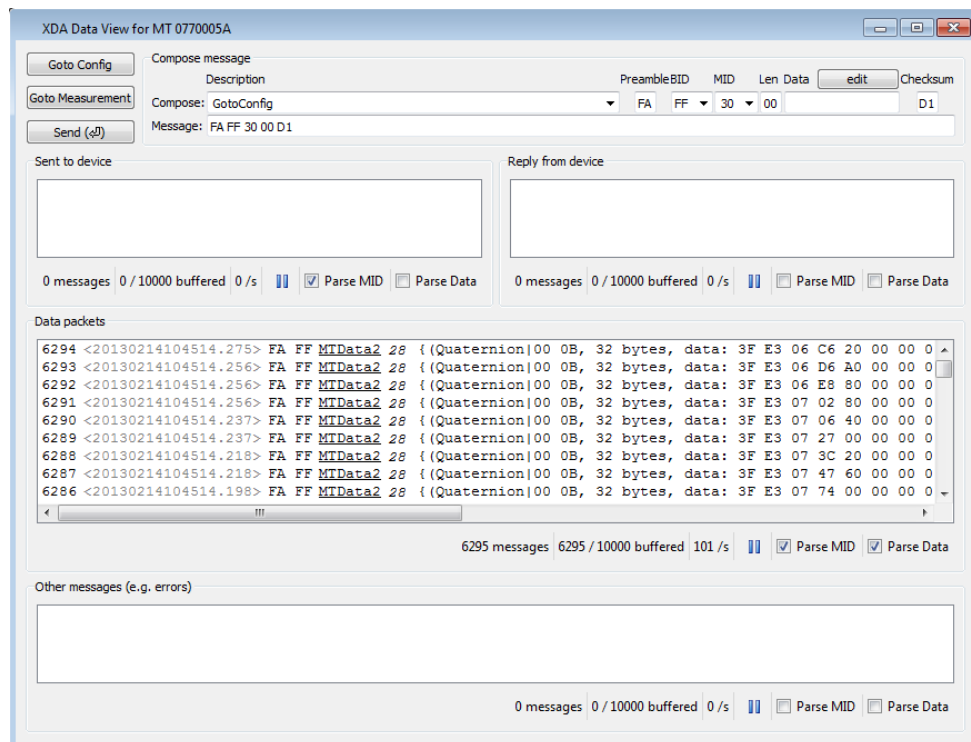 XDA Data View for MT 0770005A
Goto Config
Goto Measurement
Send (⏎)
Compose message
Description Preamble BID MID Len Data edit Checksum
Compose: GotoConfig FA FF 30 00 D1
Message: FA FF 30 00 D1
Sent to device
0 messages 0 / 10000 buffered 0 /s Parse MID Parse Data
Reply from device
0 messages 0 / 10000 buffered 0 /s Parse MID Parse Data
Data packets
6294 <20130214104514.275> FA FF MTData2 28 {(Quaternion|00 0B, 32 bytes, data: 3F E3 06 C6 20 00 00 0
6293 <20130214104514.256> FA FF MTData2 28 {(Quaternion|00 0B, 32 bytes, data: 3F E3 06 D6 A0 00 00 0
6292 <20130214104514.256> FA FF MTData2 28 {(Quaternion|00 0B, 32 bytes, data: 3F E3 06 E8 80 00 00 0
6291 <20130214104514.256> FA FF MTData2 28 {(Quaternion|00 0B, 32 bytes, data: 3F E3 07 02 80 00 00 0
6290 <20130214104514.237> FA FF MTData2 28 {(Quaternion|00 0B, 32 bytes, data: 3F E3 07 06 40 00 00 0
6289 <20130214104514.237> FA FF MTData2 28 {(Quaternion|00 0B, 32 bytes, data: 3F E3 07 27 00 00 00 0
6288 <20130214104514.218> FA FF MTData2 28 {(Quaternion|00 0B, 32 bytes, data: 3F E3 07 3C 20 00 00 0
6287 <20130214104514.218> FA FF MTData2 28 {(Quaternion|00 0B, 32 bytes, data: 3F E3 07 47 60 00 00 0
6286 <20130214104514.198> FA FF MTData2 28 {(Quaternion|00 0B, 32 bytes, data: 3F E3 07 74 00 00 00 0
6295 messages 6295 / 10000 buffered 101 /s Parse MID Parse Data
Other messages (e.g. errors)
0 messages 0 / 10000 buffered 0 /s Parse MID Parse Data